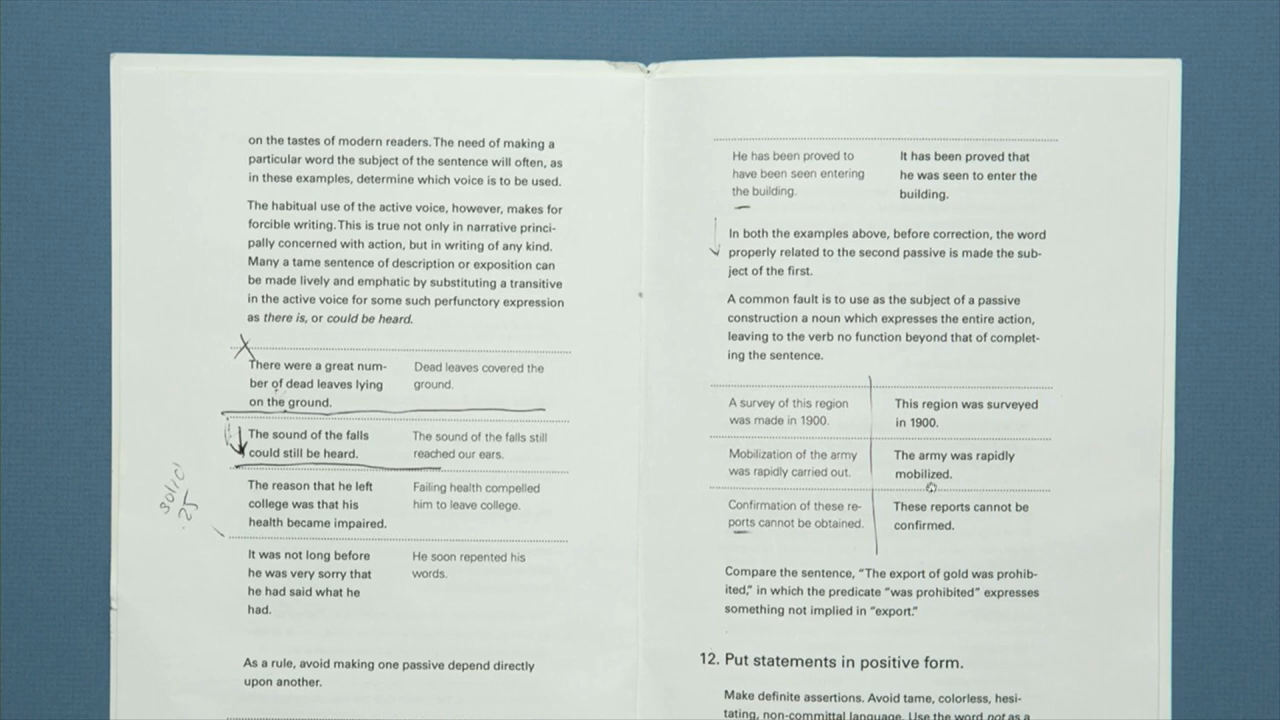 on the tastes of modern readers. The need of making a
particular word the subject of the sentence will often, as
in these examples, determine which voice is to be used.
The habitual use of the active voice, however, makes for
forcible writing. This is true not only in narrative princi-
pally concerned with action, but in writing of any kind.
Many a tame sentence of description or exposition can
be made lively and emphatic by substituting a transitive
in the active voice for some such perfunctory expression
as there is, or could be heard.
There were a great num-
ber of dead leaves lying
on the ground.
Dead leaves covered the
ground.
The sound of the falls
could still be heard.
The sound of the falls still
reached our ears.
The reason that he left
college was that his
health became impaired.
Failing health compelled
him to leave college.
It was not long before
he was very sorry that
he had said what he
had.
He soon repented his
words.
As a rule, avoid making one passive depend directly
upon another.
.25
He has been proved to
have been seen entering
the building.
It has been proved that
he was seen to enter the
building.
In both the examples above, before correction, the word
properly related to the second passive is made the sub-
ject of the first.
A common fault is to use as the subject of a passive
construction a noun which expresses the entire action,
leaving to the verb no function beyond that of complet-
ing the sentence.
A survey of this region
was made in 1900.
This region was surveyed
in 1900.
Mobilization of the army
was rapidly carried out.
The army was rapidly
mobilized.
Confirmation of these re-
ports cannot be obtained.
These reports cannot be
confirmed.
Compare the sentence, “The export of gold was prohib-
ited,” in which the predicate “was prohibited” expresses
something not implied in “export.”
12. Put statements in positive form.
Make definite assertions. Avoid tame, colorless, hesi-
tating, non-committal language. Use the word not as a